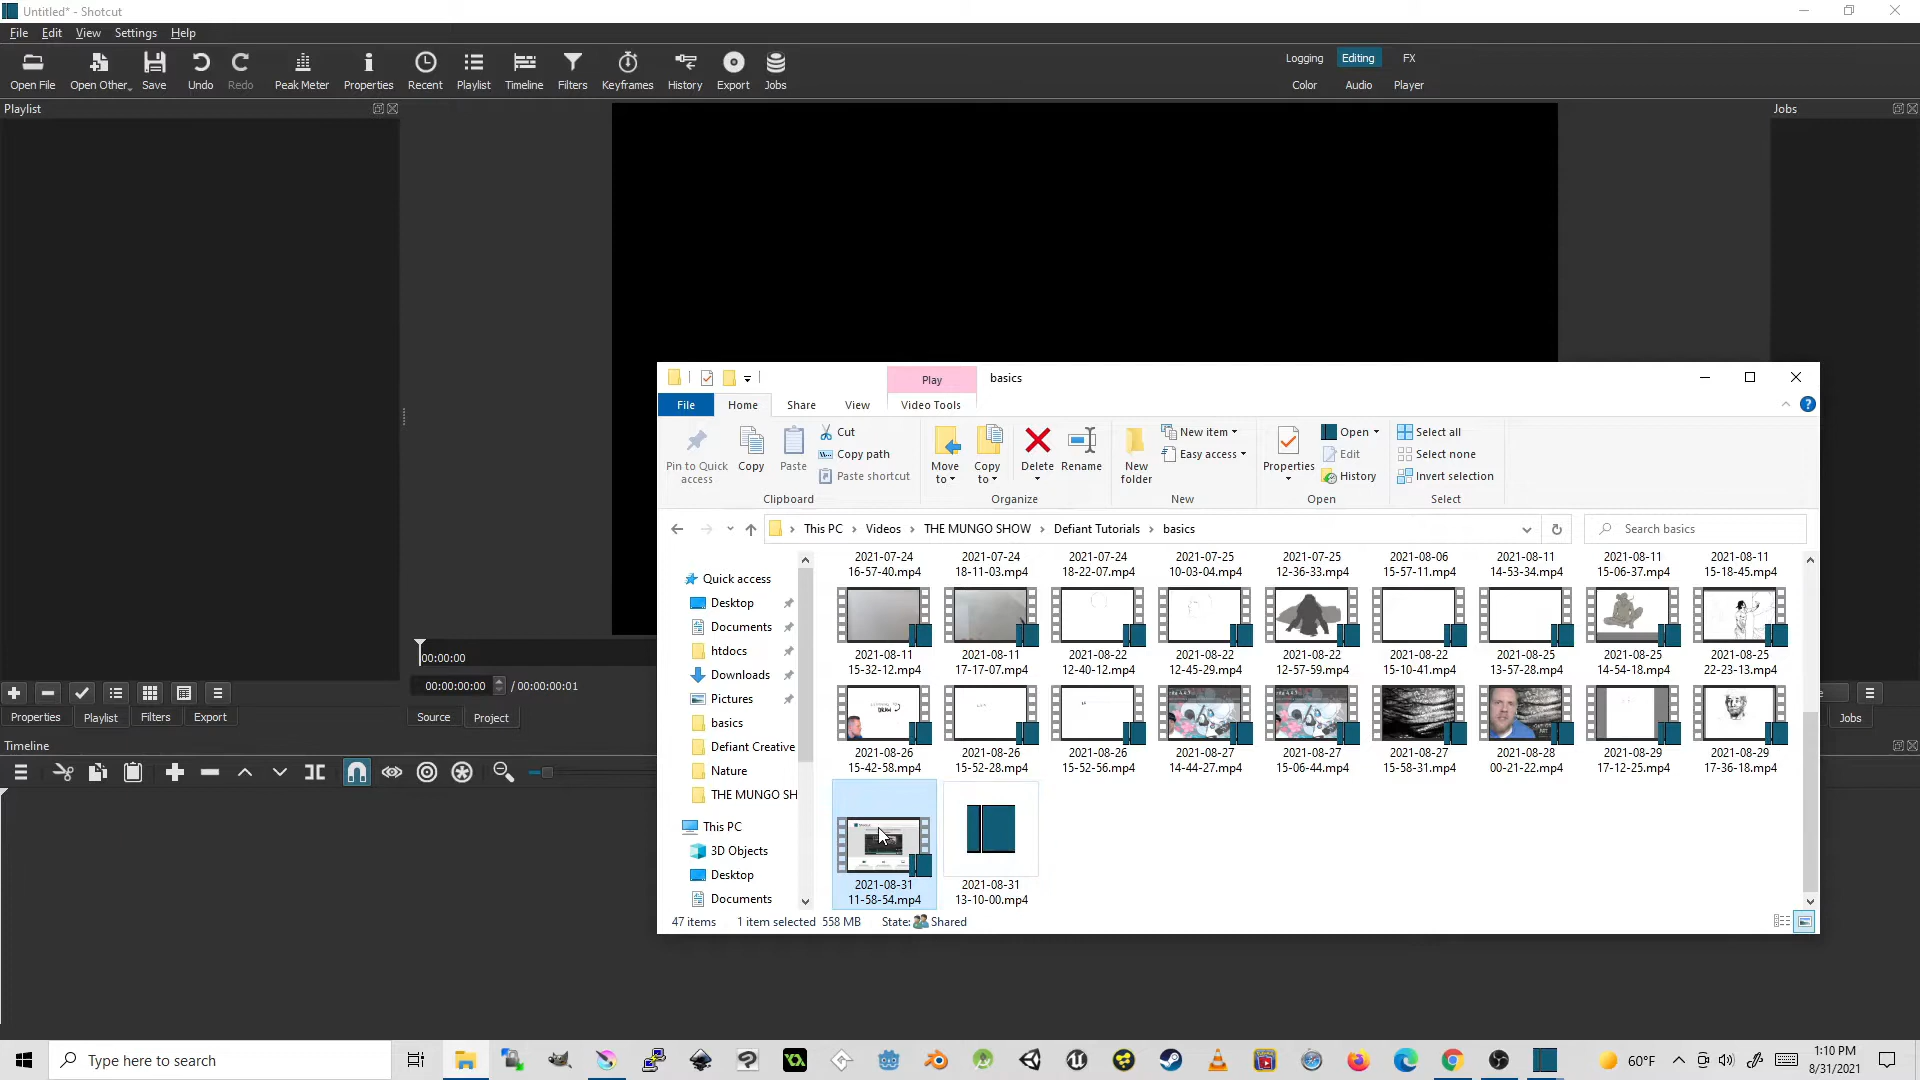 Untitled* - Shotcut
File Edit View Settings Help
Open File Open Other Save Undo Redo Peak Meter Properties Recent Playlist Timeline Filters Keyframes History Export Jobs
Logging Editing FX
Color Audio Player
Playlist
Jobs
Play basics
File Home Share View Video Tools
Pin to Quick access
Copy
Paste
Cut
Copy path
Paste shortcut
Clipboard
Move to
Copy to
Delete
Rename
Organize
New folder
New item
Easy access
New
Properties
Open
Edit
History
Open
Select all
Select none
Invert selection
Select
This PC > Videos > THE MUNGO SHOW > Defiant Tutorials > basics
Search basics
Quick access
Desktop
Documents
htdocs
Downloads
Pictures
basics
Defiant Creative
Nature
THE MUNGO SH
This PC
3D Objects
Desktop
Documents
2021-07-24 2021-07-24 2021-07-24 2021-07-25 2021-07-25 2021-08-06 2021-08-11 2021-08-11 2021-08-11
16-57-40.mp4 18-11-03.mp4 18-22-07.mp4 10-03-04.mp4 12-36-33.mp4 15-57-11.mp4 14-53-34.mp4 15-06-37.mp4 15-18-45.mp4
2021-08-11 2021-08-11 2021-08-22 2021-08-22 2021-08-22 2021-08-22 2021-08-25 2021-08-25 2021-08-25
15-32-12.mp4 17-17-07.mp4 12-40-12.mp4 12-45-29.mp4 12-57-59.mp4 15-10-41.mp4 13-57-28.mp4 14-54-18.mp4 22-23-13.mp4
DRAW
2021-08-26 2021-08-26 2021-08-26 2021-08-27 2021-08-27 2021-08-27 2021-08-28 2021-08-29 2021-08-29
15-42-58.mp4 15-52-28.mp4 15-52-56.mp4 14-44-27.mp4 15-06-44.mp4 15-58-31.mp4 00-21-22.mp4 17-12-25.mp4 17-36-18.mp4
2021-08-31 2021-08-31
11-58-54.mp4 13-10-00.mp4
47 items 1 item selected 558 MB State: Shared
00:00:00
00:00:00:00 / 00:00:00:01
Properties Playlist Filters Export
Source Project
Jobs
Timeline
Type here to search
60°F
1:10 PM
8/31/2021